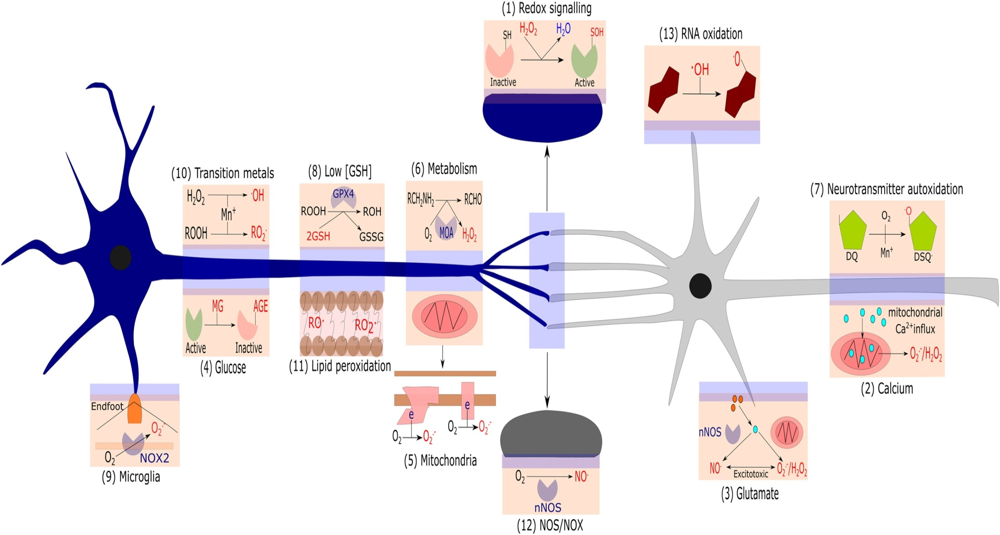 (1) Redox signalling
SH
H₂O₂
H₂O
SOH
Inactive
Active
(13) RNA oxidation
·OH
·O
(10) Transition metals
H₂O₂
·OH
Mn⁺
ROOH
RO₂·
(8) Low [GSH]
GPX4
ROOH
ROH
2GSH
GSSG
(6) Metabolism
RCH₂NH₂
RCHO
O₂
MOA
H₂O₂
(7) Neurotransmitter autoxidation
·O
O₂
Mn⁺
DQ
DSQ·
MG
AGE
Active
Inactive
(4) Glucose
RO·
RO₂·
(11) Lipid peroxidation
mitochondrial
Ca²⁺influx
O₂·⁻/H₂O₂
(2) Calcium
Endfoot
O₂·⁻
O₂
NOX2
(9) Microglia
e
O₂
O₂·⁻
e
O₂
O₂·⁻
(5) Mitochondria
O₂
NO·
nNOS
(12) NOS/NOX
nNOS
NO·
Excitotoxic
O₂·⁻/H₂O₂
(3) Glutamate